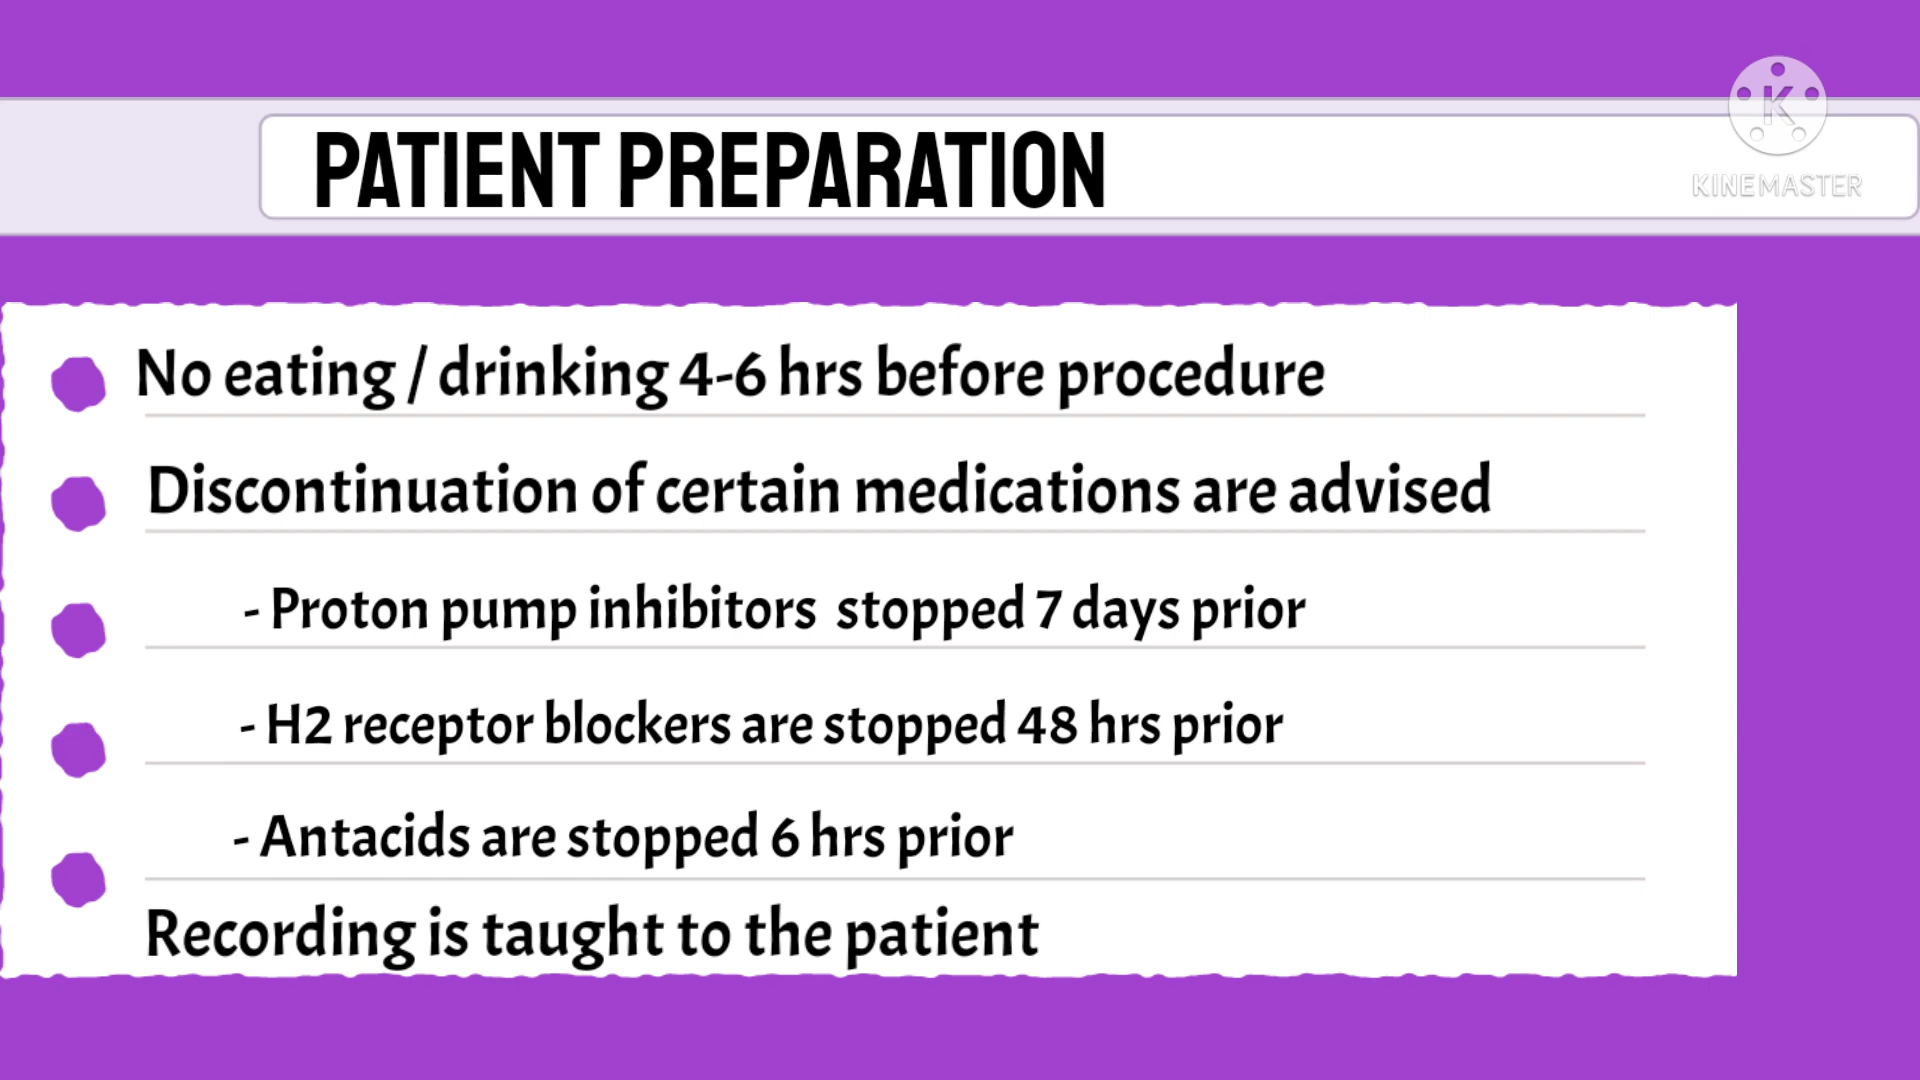 K
KINEMASTER
PATIENT PREPARATION
No eating / drinking 4-6 hrs before procedure
Discontinuation of certain medications are advised
- Proton pump inhibitors stopped 7 days prior
- H2 receptor blockers are stopped 48 hrs prior
- Antacids are stopped 6 hrs prior
Recording is taught to the patient